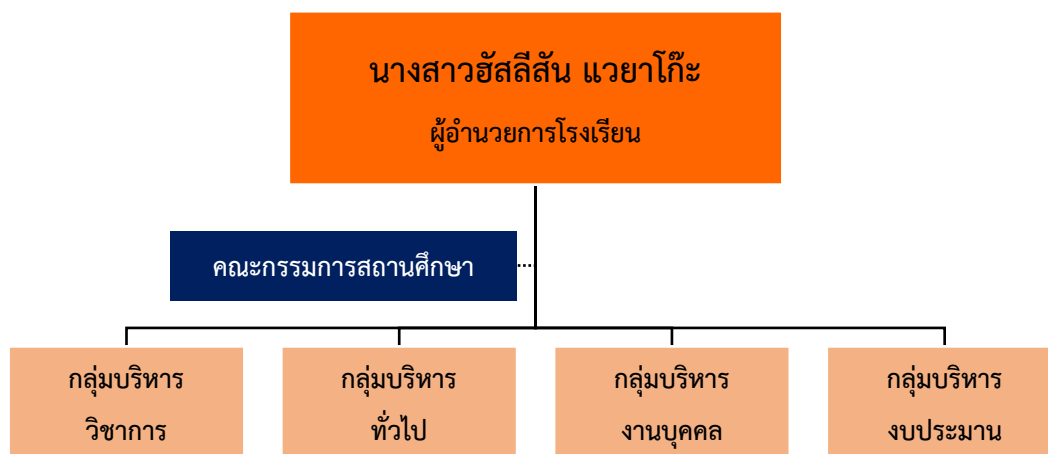 นางสาวฮัสลีสัน แวยาโก๊ะ
ผู้อำนวยการโรงเรียน
คณะกรรมการสถานศึกษา
กลุ่มบริหาร
วิชาการ
กลุ่มบริหาร
ทั่วไป
กลุ่มบริหาร
งานบุคคล
กลุ่มบริหาร
งบประมาน